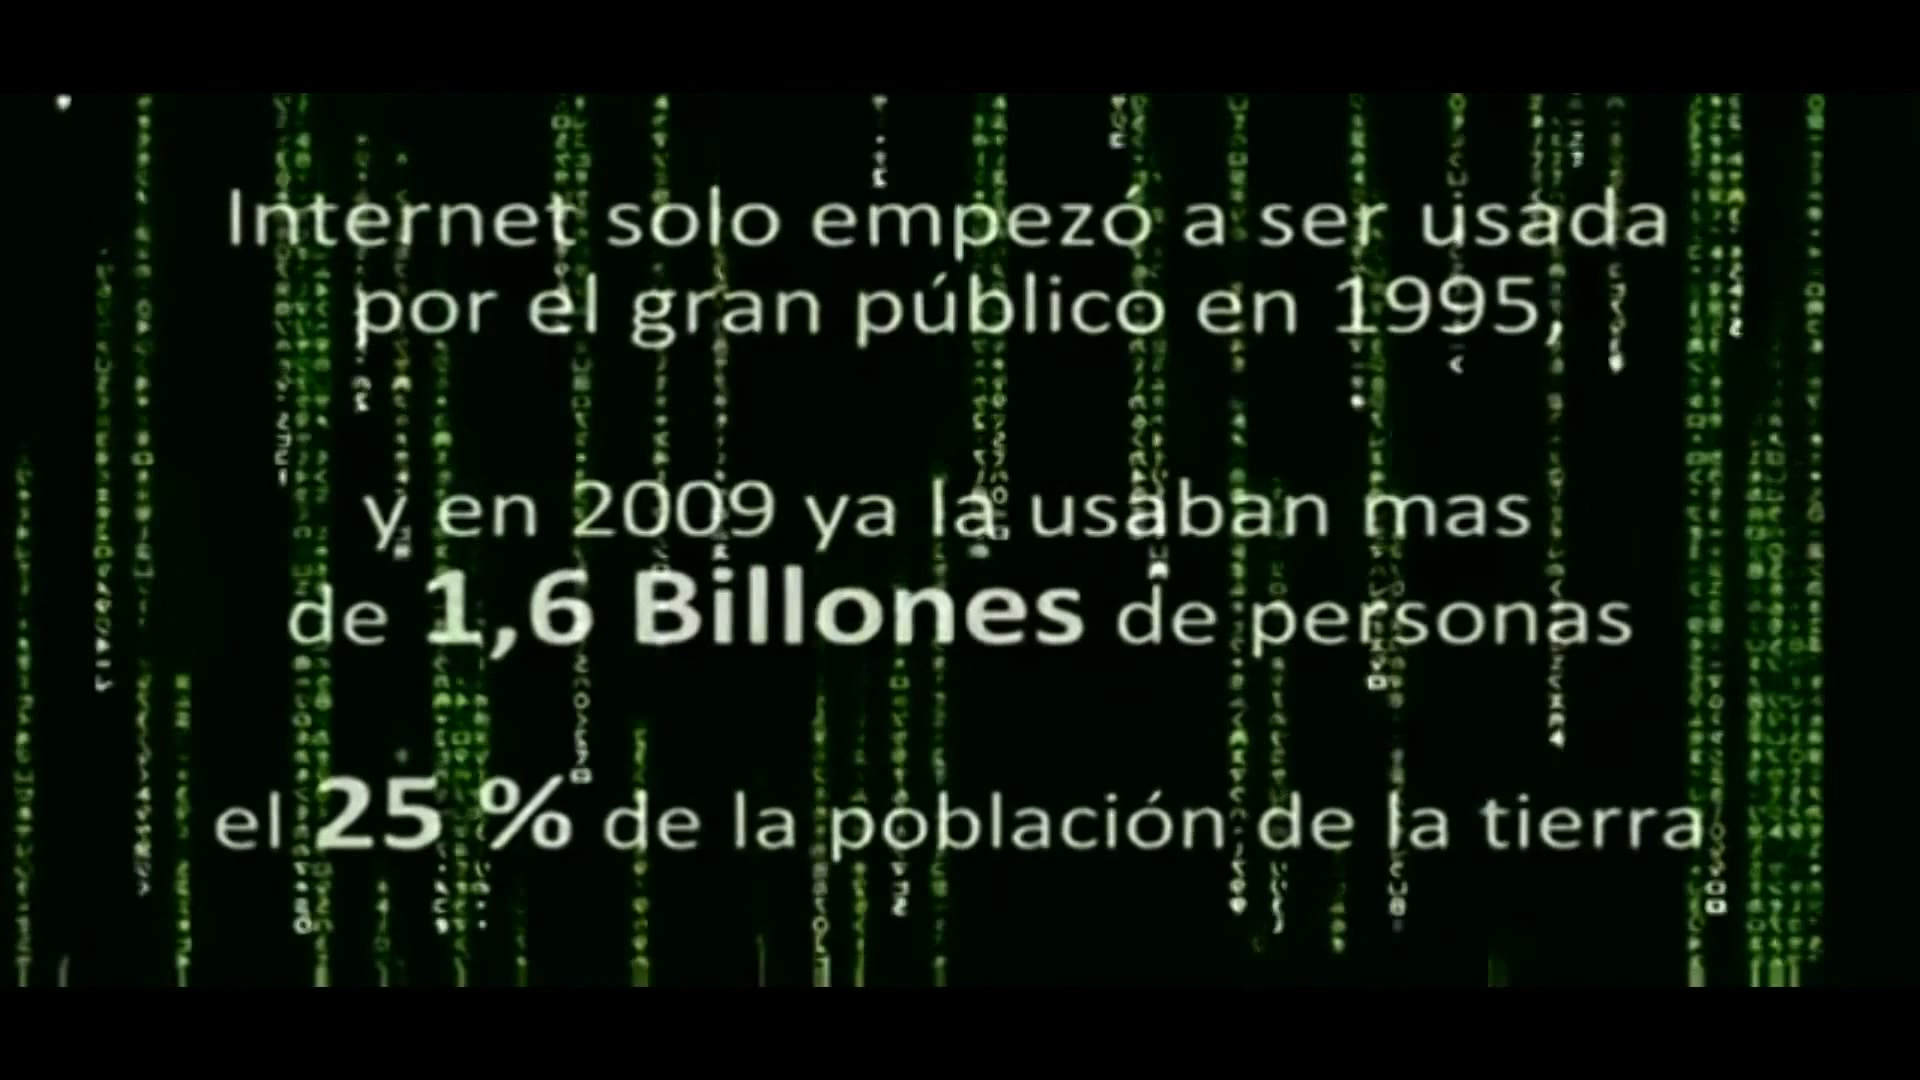 Internet solo empezó a ser usada
por el gran público en 1995,
y en 2009 ya la usaban mas
de 1,6 Billones de personas
el 25 % de la población de la tierra